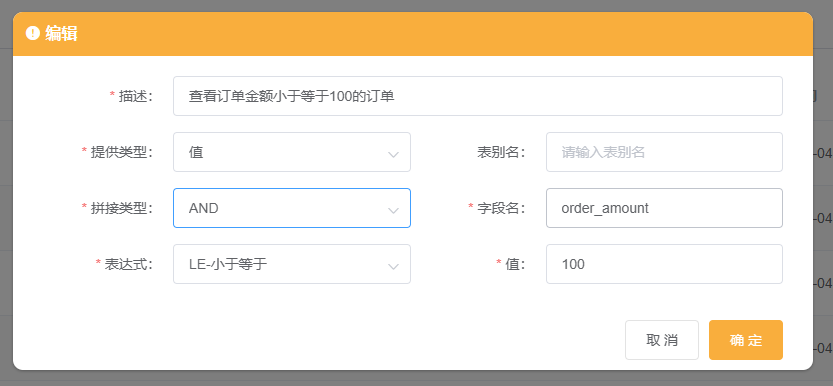 编辑
* 描述： 查看订单金额小于等于100的订单
* 提供类型： 值 表别名： 请输入表别名
* 拼接类型： AND * 字段名： order_amount
* 表达式： LE-小于等于 * 值： 100
取 消 确 定
-04
-04
-04
-04